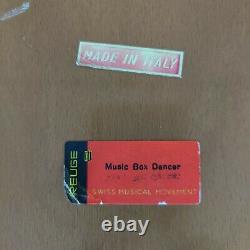 MADE IN ITALY
REUGE
Music Box Dancer
SWISS MUSICAL MOVEMENT